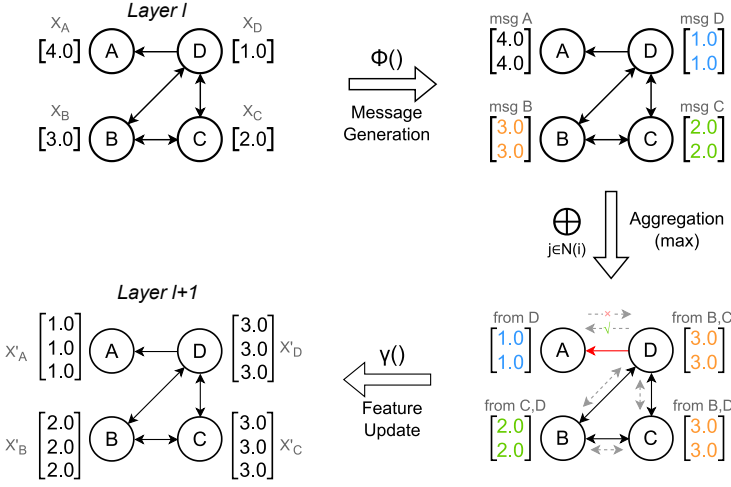 Layer l
X_A
X_D
[4.0] A D [1.0]
X_B
X_C
[3.0] B C [2.0]
Φ()
Message
Generation
msg A
msg D
4.0
4.0
A D
1.0
1.0
msg B
msg C
3.0
3.0
B C
2.0
2.0
⊕
j∈N(i)
Aggregation
(max)
from D
× 
√
from B,C
1.0
1.0
A D
3.0
3.0
from C,D
from B,D
2.0
2.0
B C
3.0
3.0
γ()
Feature
Update
Layer l+1
X'_A
1.0
1.0
1.0
A D
3.0
3.0
3.0
X'_D
X'_B
2.0
2.0
2.0
B C
3.0
3.0
3.0
X'_C